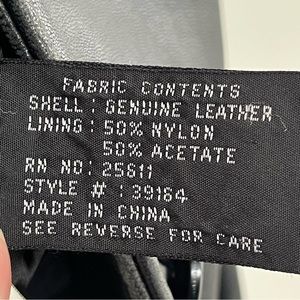 FABRIC CONTENTS
SHELL: GENUINE LEATHER
LINING: 50% NYLON
50% ACETATE
RN NO: 25811
STYLE #: 39184
MADE IN CHINA
SEE REVERSE FOR CARE